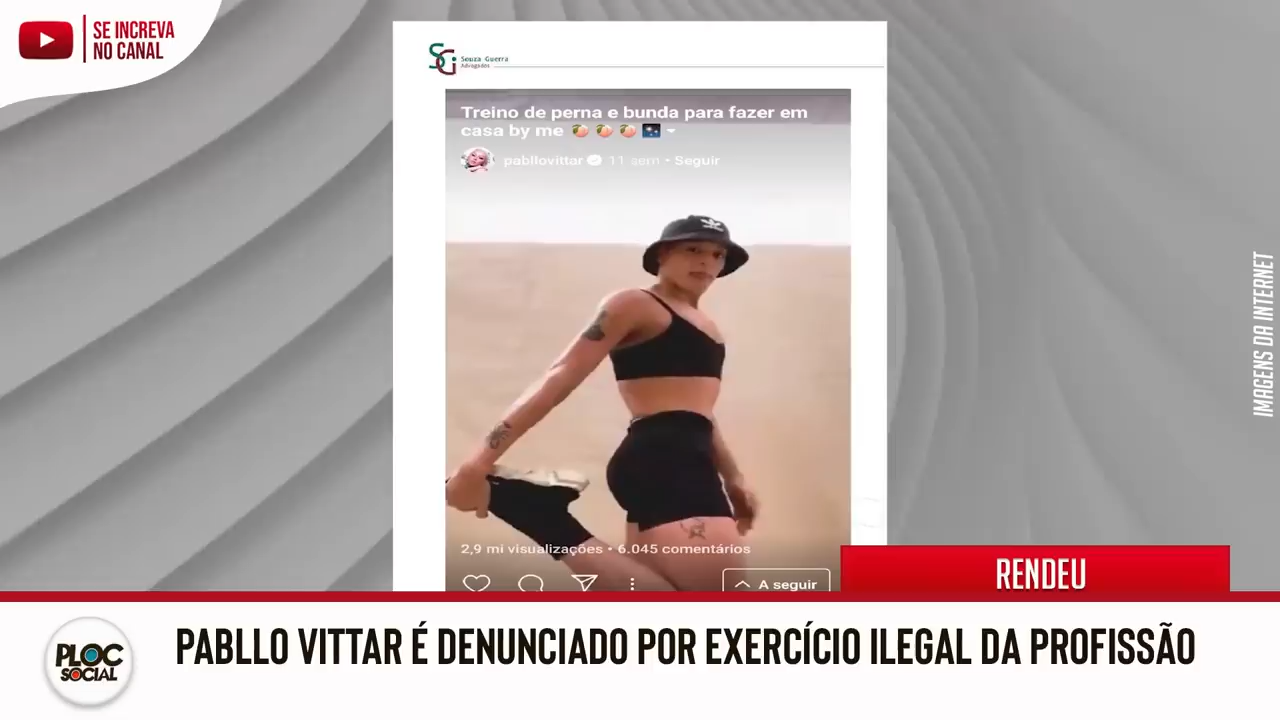 SE INCREVA
NO CANAL
SG
Souza Guerra
Advogados
Treino de perna e bunda para fazer em
casa by me 🍑 🍑 🍑 🌌
pabllovittar 11 sem • Seguir
2,9 mi visualizações • 6.045 comentários
A seguir
IMAGENS DA INTERNET
RENDEU
PLOC
SOCIAL
PABLLO VITTAR É DENUNCIADO POR EXERCÍCIO ILEGAL DA PROFISSÃO